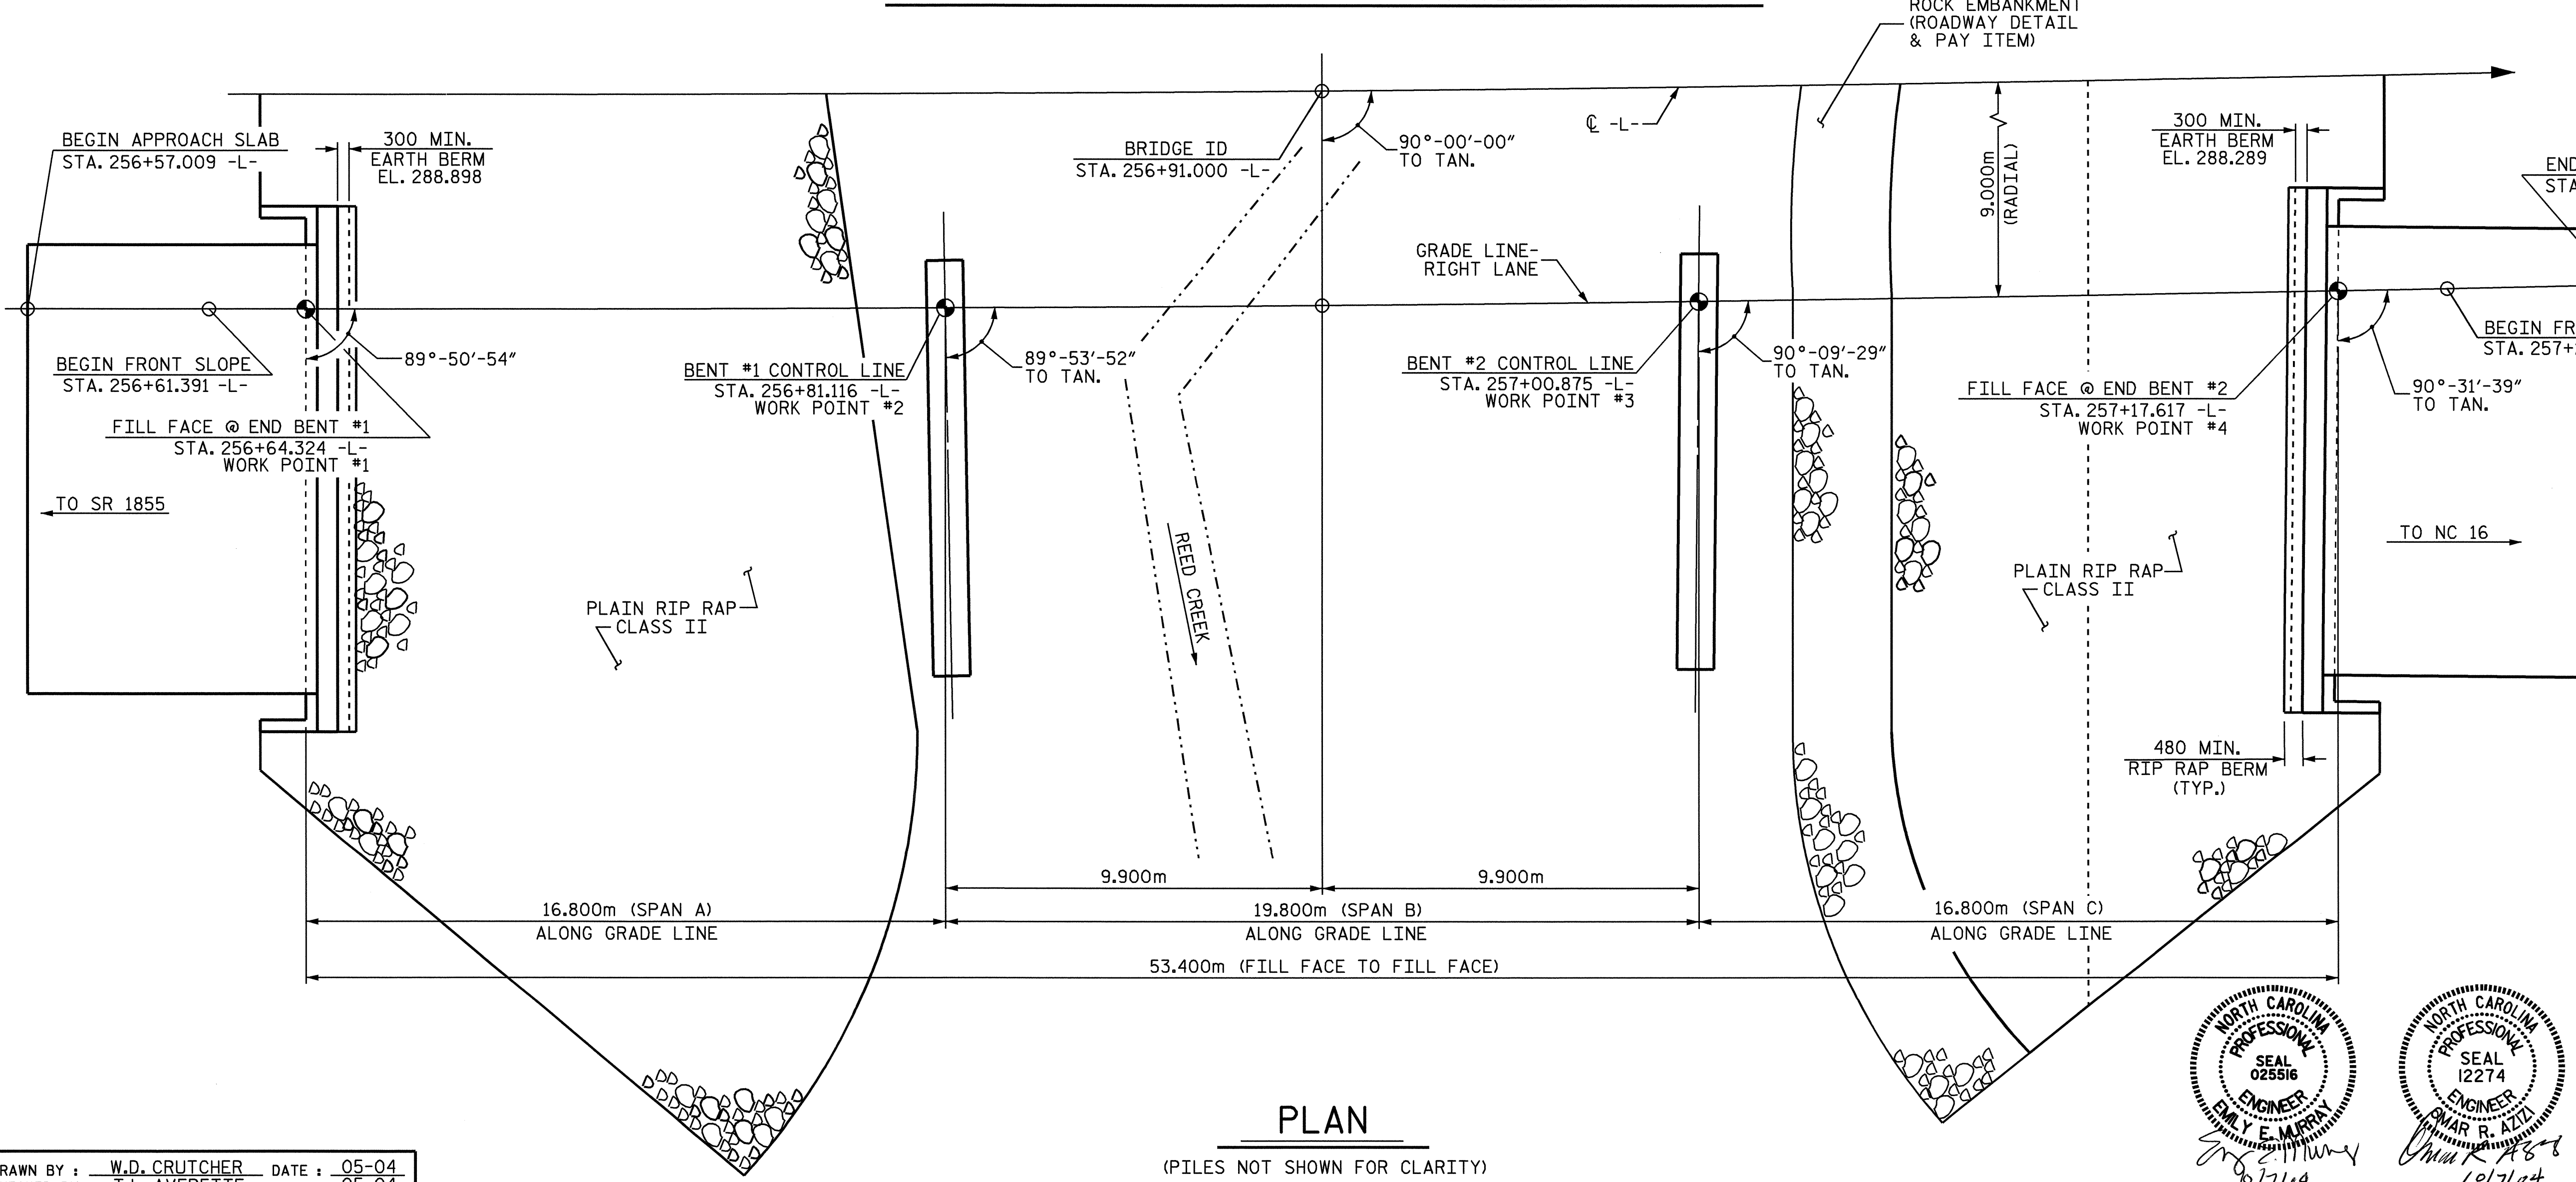 ROCK EMBANKMENT
(ROADWAY DETAIL
& PAY ITEM)
BEGIN APPROACH SLAB
STA. 256+57.009 -L-
300 MIN.
EARTH BERM
EL. 288.898
BRIDGE ID
STA. 256+91.000 -L-
90°-00'-00"
TO TAN.
℄ -L-
9.000m
(RADIAL)
300 MIN.
EARTH BERM
EL. 288.289
END
STA
GRADE LINE-
RIGHT LANE
BEGIN FRONT SLOPE
STA. 256+61.391 -L-
89°-50'-54"
FILL FACE @ END BENT #1
STA. 256+64.324 -L-
WORK POINT #1
BENT #1 CONTROL LINE
STA. 256+81.116 -L-
WORK POINT #2
89°-53'-52"
TO TAN.
BENT #2 CONTROL LINE
STA. 257+00.875 -L-
WORK POINT #3
90°-09'-29"
TO TAN.
FILL FACE @ END BENT #2
STA. 257+17.617 -L-
WORK POINT #4
90°-31'-39"
TO TAN.
BEGIN FR
STA. 257+
TO SR 1855
TO NC 16
REED CREEK
PLAIN RIP RAP
CLASS II
PLAIN RIP RAP
CLASS II
480 MIN.
RIP RAP BERM
(TYP.)
9.900m
9.900m
16.800m (SPAN A)
ALONG GRADE LINE
19.800m (SPAN B)
ALONG GRADE LINE
16.800m (SPAN C)
ALONG GRADE LINE
53.400m (FILL FACE TO FILL FACE)
PLAN
(PILES NOT SHOWN FOR CLARITY)
NORTH CAROLINA
PROFESSIONAL
SEAL
025516
ENGINEER
EMILY E. MURRAY
NORTH CAROLINA
PROFESSIONAL
SEAL
12274
ENGINEER
OMAR R. AZIZI
10/7/04
RAWN BY : W.D. CRUTCHER DATE : 05-04